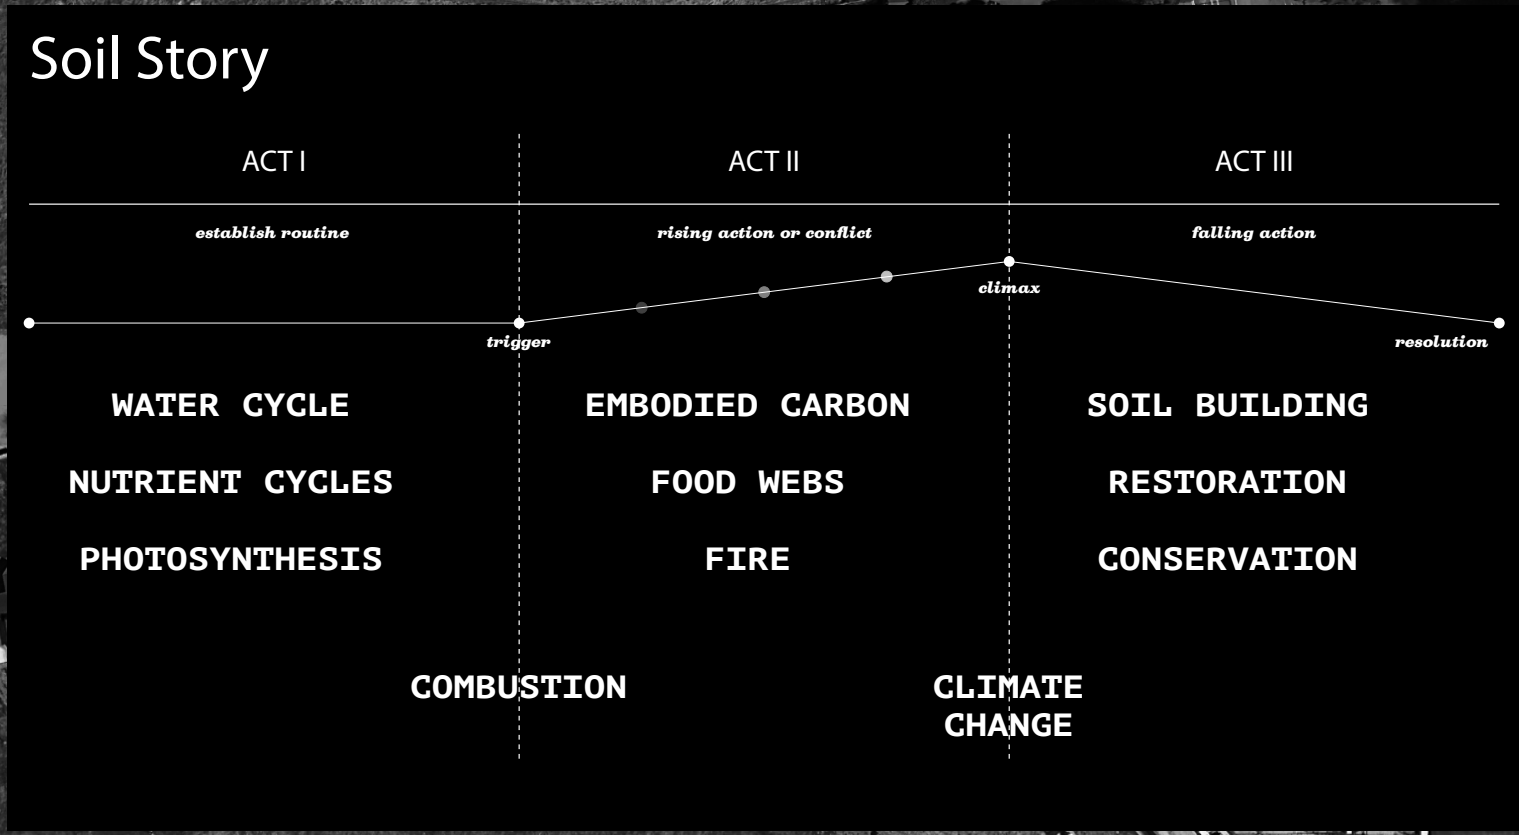 Soil Story
ACT I
ACT II
ACT III
establish routine
rising action or conflict
falling action
climax
trigger
resolution
WATER CYCLE
EMBODIED CARBON
SOIL BUILDING
NUTRIENT CYCLES
FOOD WEBS
RESTORATION
PHOTOSYNTHESIS
FIRE
CONSERVATION
COMBUSTION
CLIMATE
CHANGE